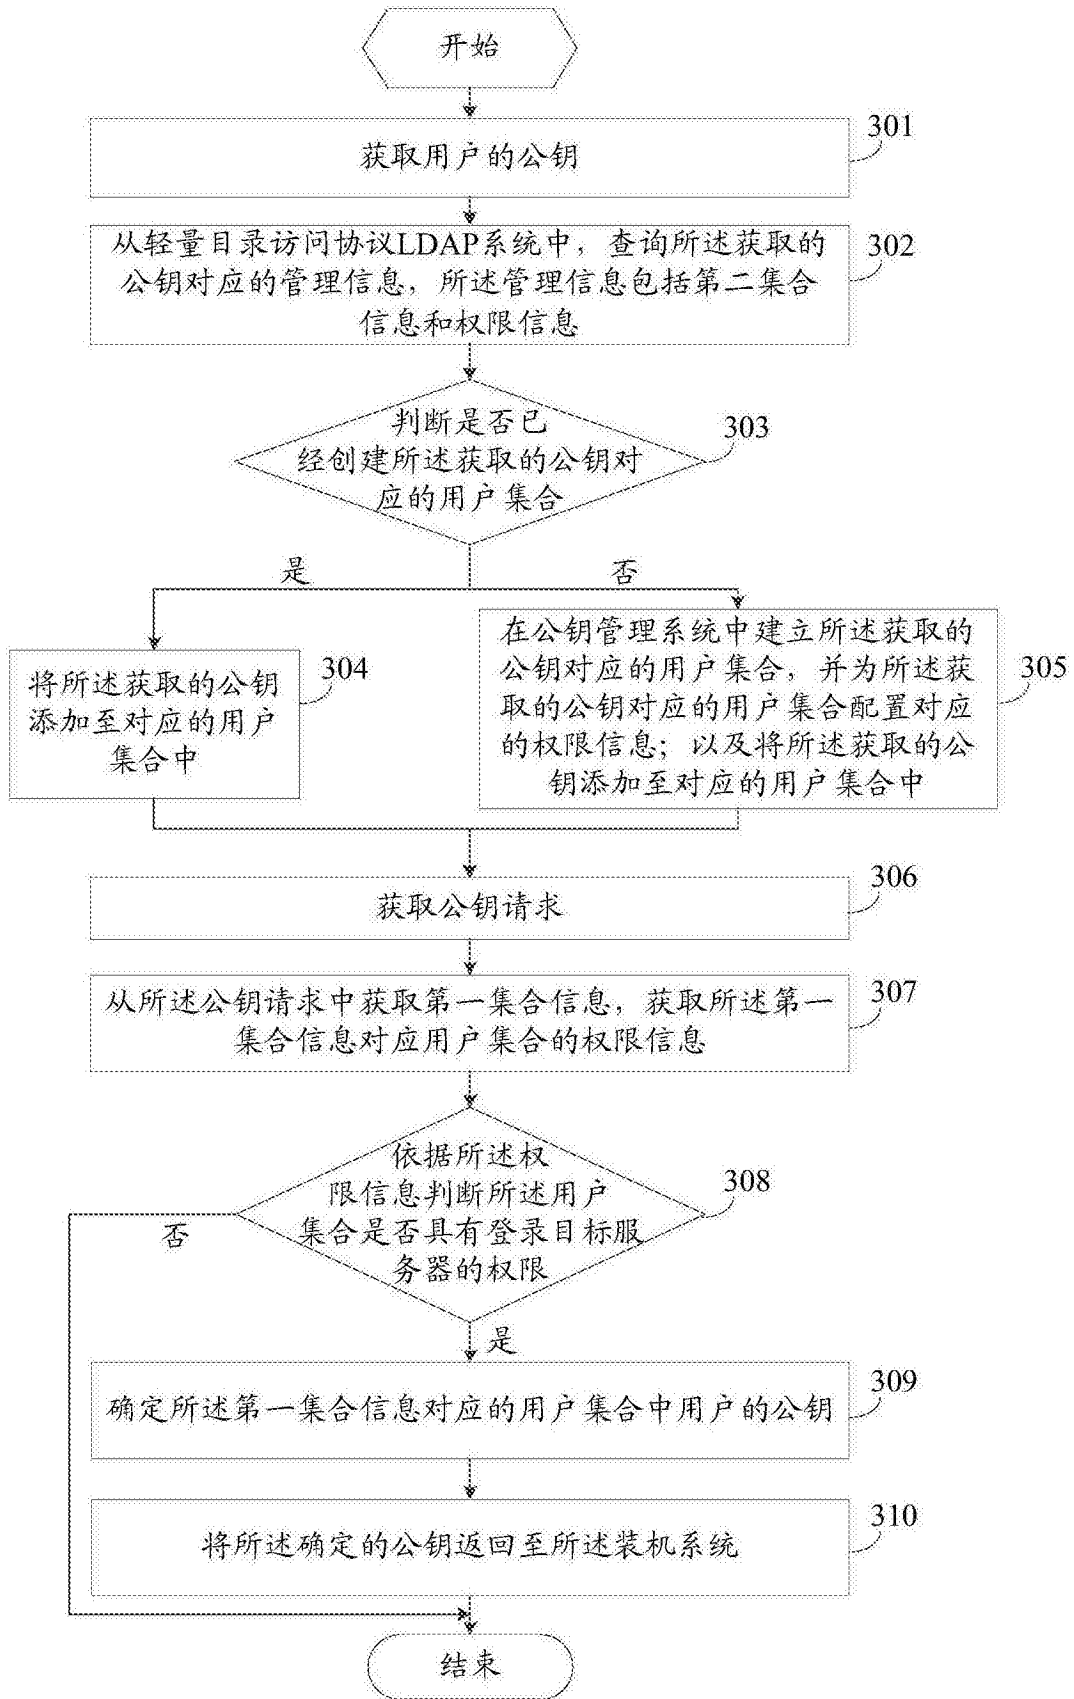 开始
获取用户的公钥
301
从轻量目录访问协议LDAP系统中，查询所述获取的
公钥对应的管理信息，所述管理信息包括第二集合
信息和权限信息
302
判断是否已
经创建所述获取的公钥对
应的用户集合
303
是
否
将所述获取的公钥
添加至对应的用户
集合中
304
在公钥管理系统中建立所述获取的
公钥对应的用户集合，并为所述获
取的公钥对应的用户集合配置对应
的权限信息；以及将所述获取的公
钥添加至对应的用户集合中
305
获取公钥请求
306
从所述公钥请求中获取第一集合信息，获取所述第一
集合信息对应用户集合的权限信息
307
依据所述权
限信息判断所述用户
集合是否具有登录目标服
务器的权限
308
否
是
确定所述第一集合信息对应的用户集合中用户的公钥
309
将所述确定的公钥返回至所述装机系统
310
结束